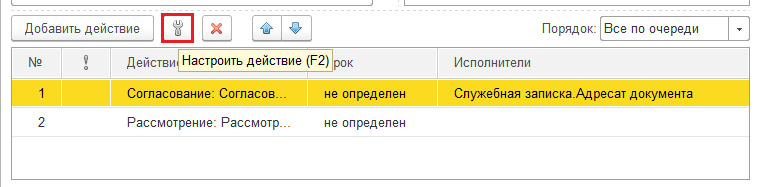 Добавить действие Порядок: Все по очереди
№ Действие Настроить действие (F2) рок Исполнители
1 Согласование: Согласов... не определен Служебная записка.Адресат документа
2 Рассмотрение: Рассмотр... не определен